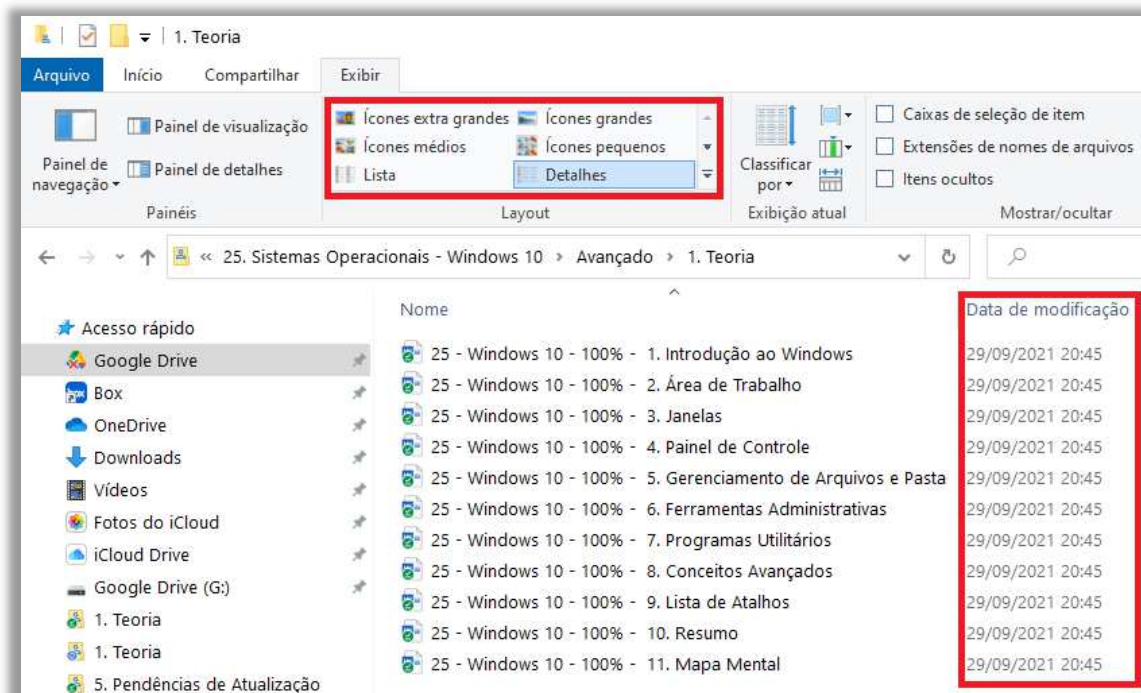 1. Teoria
Arquivo Início Compartilhar Exibir
Painel de navegação
Painel de visualização
Painel de detalhes
Painéis
Ícones extra grandes Ícones grandes
Ícones médios Ícones pequenos
Lista Detalhes
Layout
Classificar por
Exibição atual
Caixas de seleção de item
Extensões de nomes de arquivos
Itens ocultos
Mostrar/ocultar
« 25. Sistemas Operacionais - Windows 10 › Avançado › 1. Teoria
Acesso rápido
Google Drive
Box
OneDrive
Downloads
Vídeos
Fotos do iCloud
iCloud Drive
Google Drive (G:)
1. Teoria
1. Teoria
5. Pendências de Atualização
Nome Data de modificação
25 - Windows 10 - 100% - 1. Introdução ao Windows 29/09/2021 20:45
25 - Windows 10 - 100% - 2. Área de Trabalho 29/09/2021 20:45
25 - Windows 10 - 100% - 3. Janelas 29/09/2021 20:45
25 - Windows 10 - 100% - 4. Painel de Controle 29/09/2021 20:45
25 - Windows 10 - 100% - 5. Gerenciamento de Arquivos e Pasta 29/09/2021 20:45
25 - Windows 10 - 100% - 6. Ferramentas Administrativas 29/09/2021 20:45
25 - Windows 10 - 100% - 7. Programas Utilitários 29/09/2021 20:45
25 - Windows 10 - 100% - 8. Conceitos Avançados 29/09/2021 20:45
25 - Windows 10 - 100% - 9. Lista de Atalhos 29/09/2021 20:45
25 - Windows 10 - 100% - 10. Resumo 29/09/2021 20:45
25 - Windows 10 - 100% - 11. Mapa Mental 29/09/2021 20:45